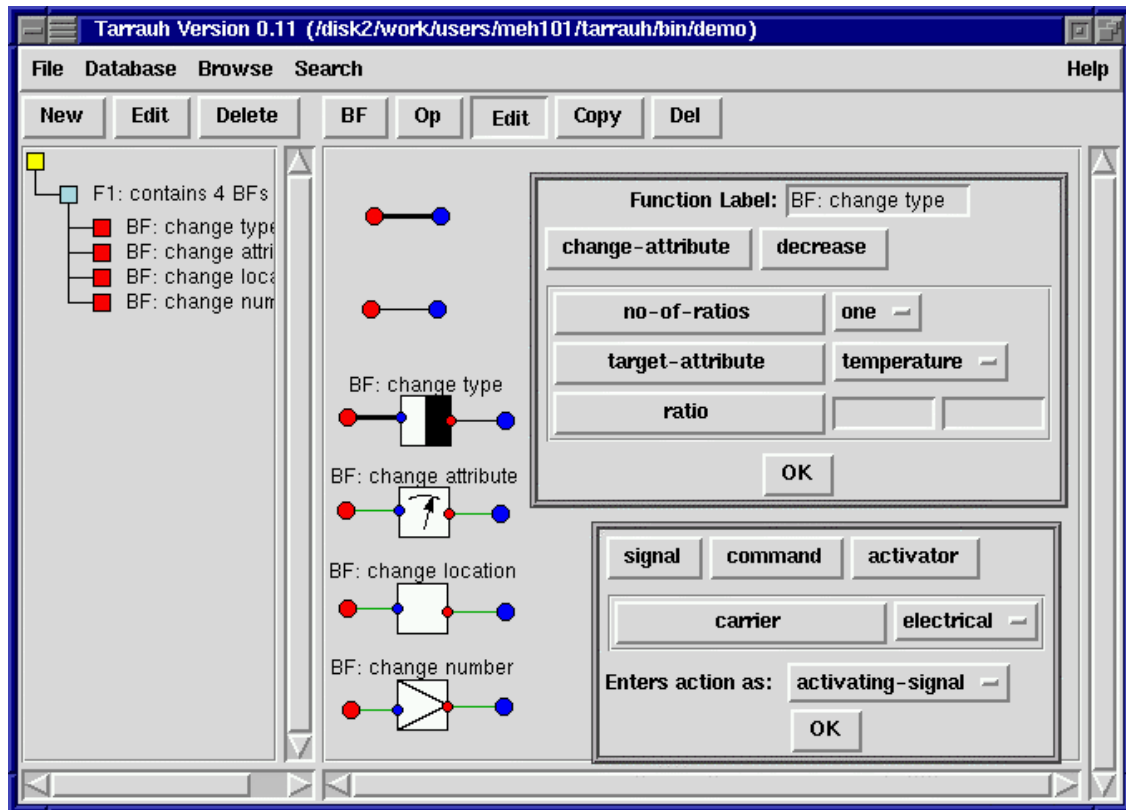 Tarrauh Version 0.11 (/disk2/work/users/meh101/tarrauh/bin/demo)
File Database Browse Search Help
New Edit Delete BF Op Edit Copy Del
F1: contains 4 BFs
BF: change type
BF: change attri
BF: change loca
BF: change num
BF: change type
BF: change attribute
BF: change location
BF: change number
Function Label: BF: change type
change-attribute decrease
no-of-ratios one
target-attribute temperature
ratio
OK
signal command activator
carrier electrical
Enters action as: activating-signal
OK